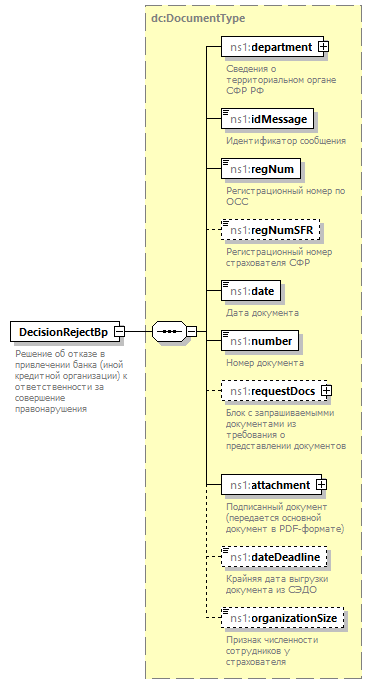 dc:DocumentType
ns1:department
Сведения о
территориальном органе
СФР РФ
ns1:idMessage
Идентификатор сообщения
ns1:regNum
Регистрационный номер по
ОСС
ns1:regNumSFR
Регистрационный номер
страхователя СФР
ns1:date
Дата документа
DecisionRejectBp
Решение об отказе в
привлечении банка (иной
кредитной организации) к
ответственности за
совершение
правонарушения
ns1:number
Номер документа
ns1:requestDocs
Блок с запрашиваемымми
документами из
требования о
представлении документов
ns1:attachment
Подписанный документ
(передается основной
документ в PDF-формате)
ns1:dateDeadline
Крайняя дата выгрузки
документа из СЭДО
ns1:organizationSize
Признак численности
сотрудников у
страхователя